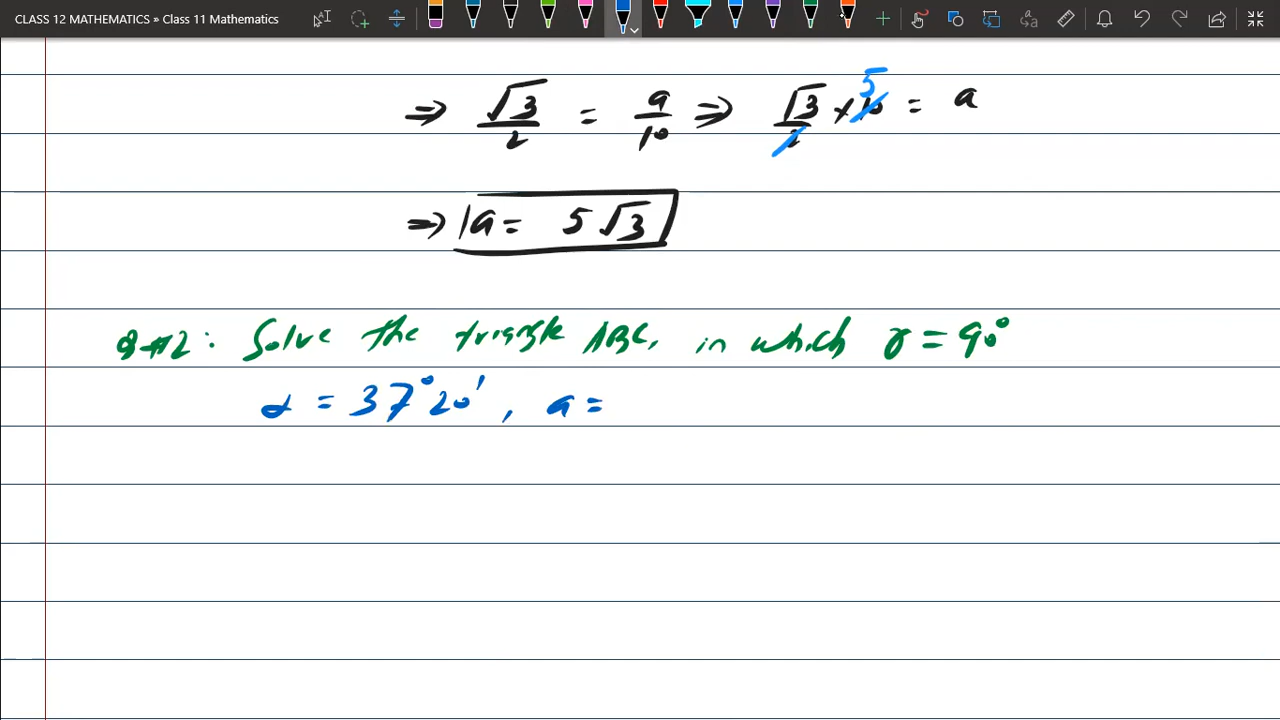 CLASS 12 MATHEMATICS » Class 11 Mathematics
⇒ √3/2 = a/10 ⇒ √3/2 × 10 5 = a
⇒ a = 5√3
Q#2: Solve the triangle ABC, in which γ = 90°
α = 37°20', a =